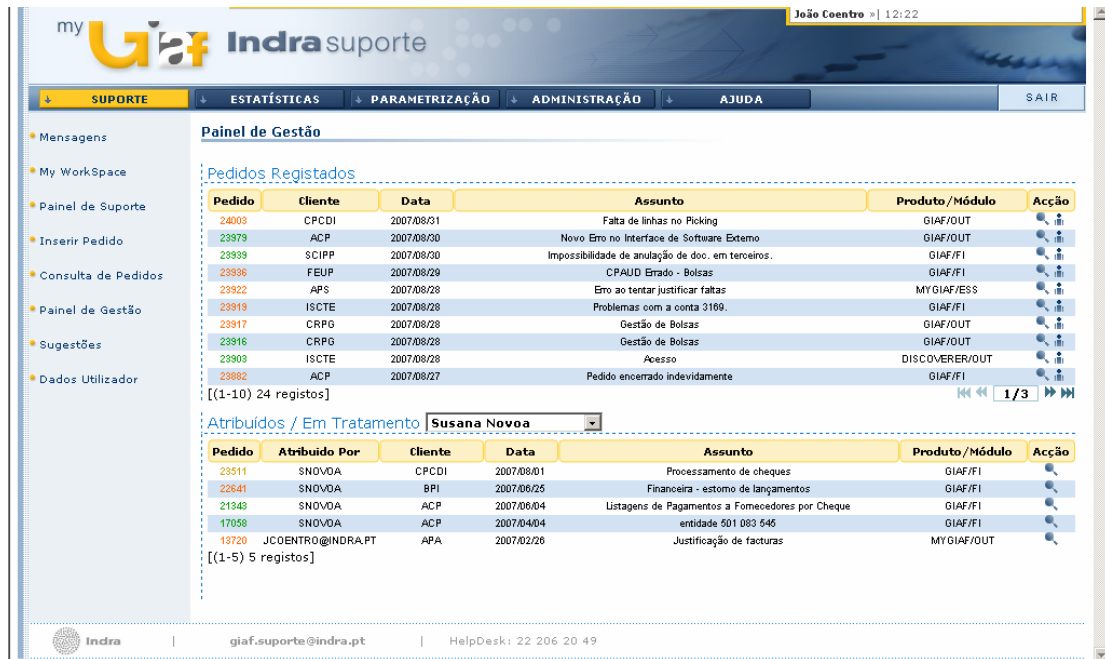 João Coentro »| 12:22
my Giaf Indra suporte
SUPORTE ESTATÍSTICAS PARAMETRIZAÇÃO ADMINISTRAÇÃO AJUDA SAIR
Mensagens
My WorkSpace
Painel de Suporte
Inserir Pedido
Consulta de Pedidos
Painel de Gestão
Sugestões
Dados Utilizador
Painel de Gestão
Pedidos Registados
Pedido Cliente Data Assunto Produto/Módulo Acção
24003 CPCDI 2007/08/31 Falta de linhas no Picking GIAF/OUT
23979 ACP 2007/08/30 Novo Erro no Interface de Software Externo GIAF/OUT
23939 SCIPP 2007/08/30 Impossibilidade de anulação de doc. em terceiros. GIAF/FI
23936 FEUP 2007/08/29 CPAUD Errado - Bolsas GIAF/FI
23922 APS 2007/08/28 Erro ao tentar justificar faltas MYGIAF/ESS
23919 ISCTE 2007/08/28 Problemas com a conta 3169. GIAF/FI
23917 CRPG 2007/08/28 Gestão de Bolsas GIAF/OUT
23916 CRPG 2007/08/28 Gestão de Bolsas GIAF/OUT
23903 ISCTE 2007/08/28 Acesso DISCOVERER/OUT
23882 ACP 2007/08/27 Pedido encerrado indevidamente GIAF/FI
[(1-10) 24 registos] 1/3
Atribuídos / Em Tratamento Susana Novoa
Pedido Atribuido Por Cliente Data Assunto Produto/Módulo Acção
23511 SNOVOA CPCDI 2007/08/01 Processamento de cheques GIAF/FI
22641 SNOVOA BPI 2007/06/25 Financeira - estorno de lançamentos GIAF/FI
21343 SNOVOA ACP 2007/06/04 Listagens de Pagamentos a Fornecedores por Cheque GIAF/FI
17058 SNOVOA ACP 2007/04/04 entidade 501 083 545 GIAF/FI
13720 JCOENTRO@INDRA.PT APA 2007/02/26 Justificação de facturas MYGIAF/OUT
[(1-5) 5 registos]
Indra | giaf.suporte@indra.pt | HelpDesk: 22 206 20 49